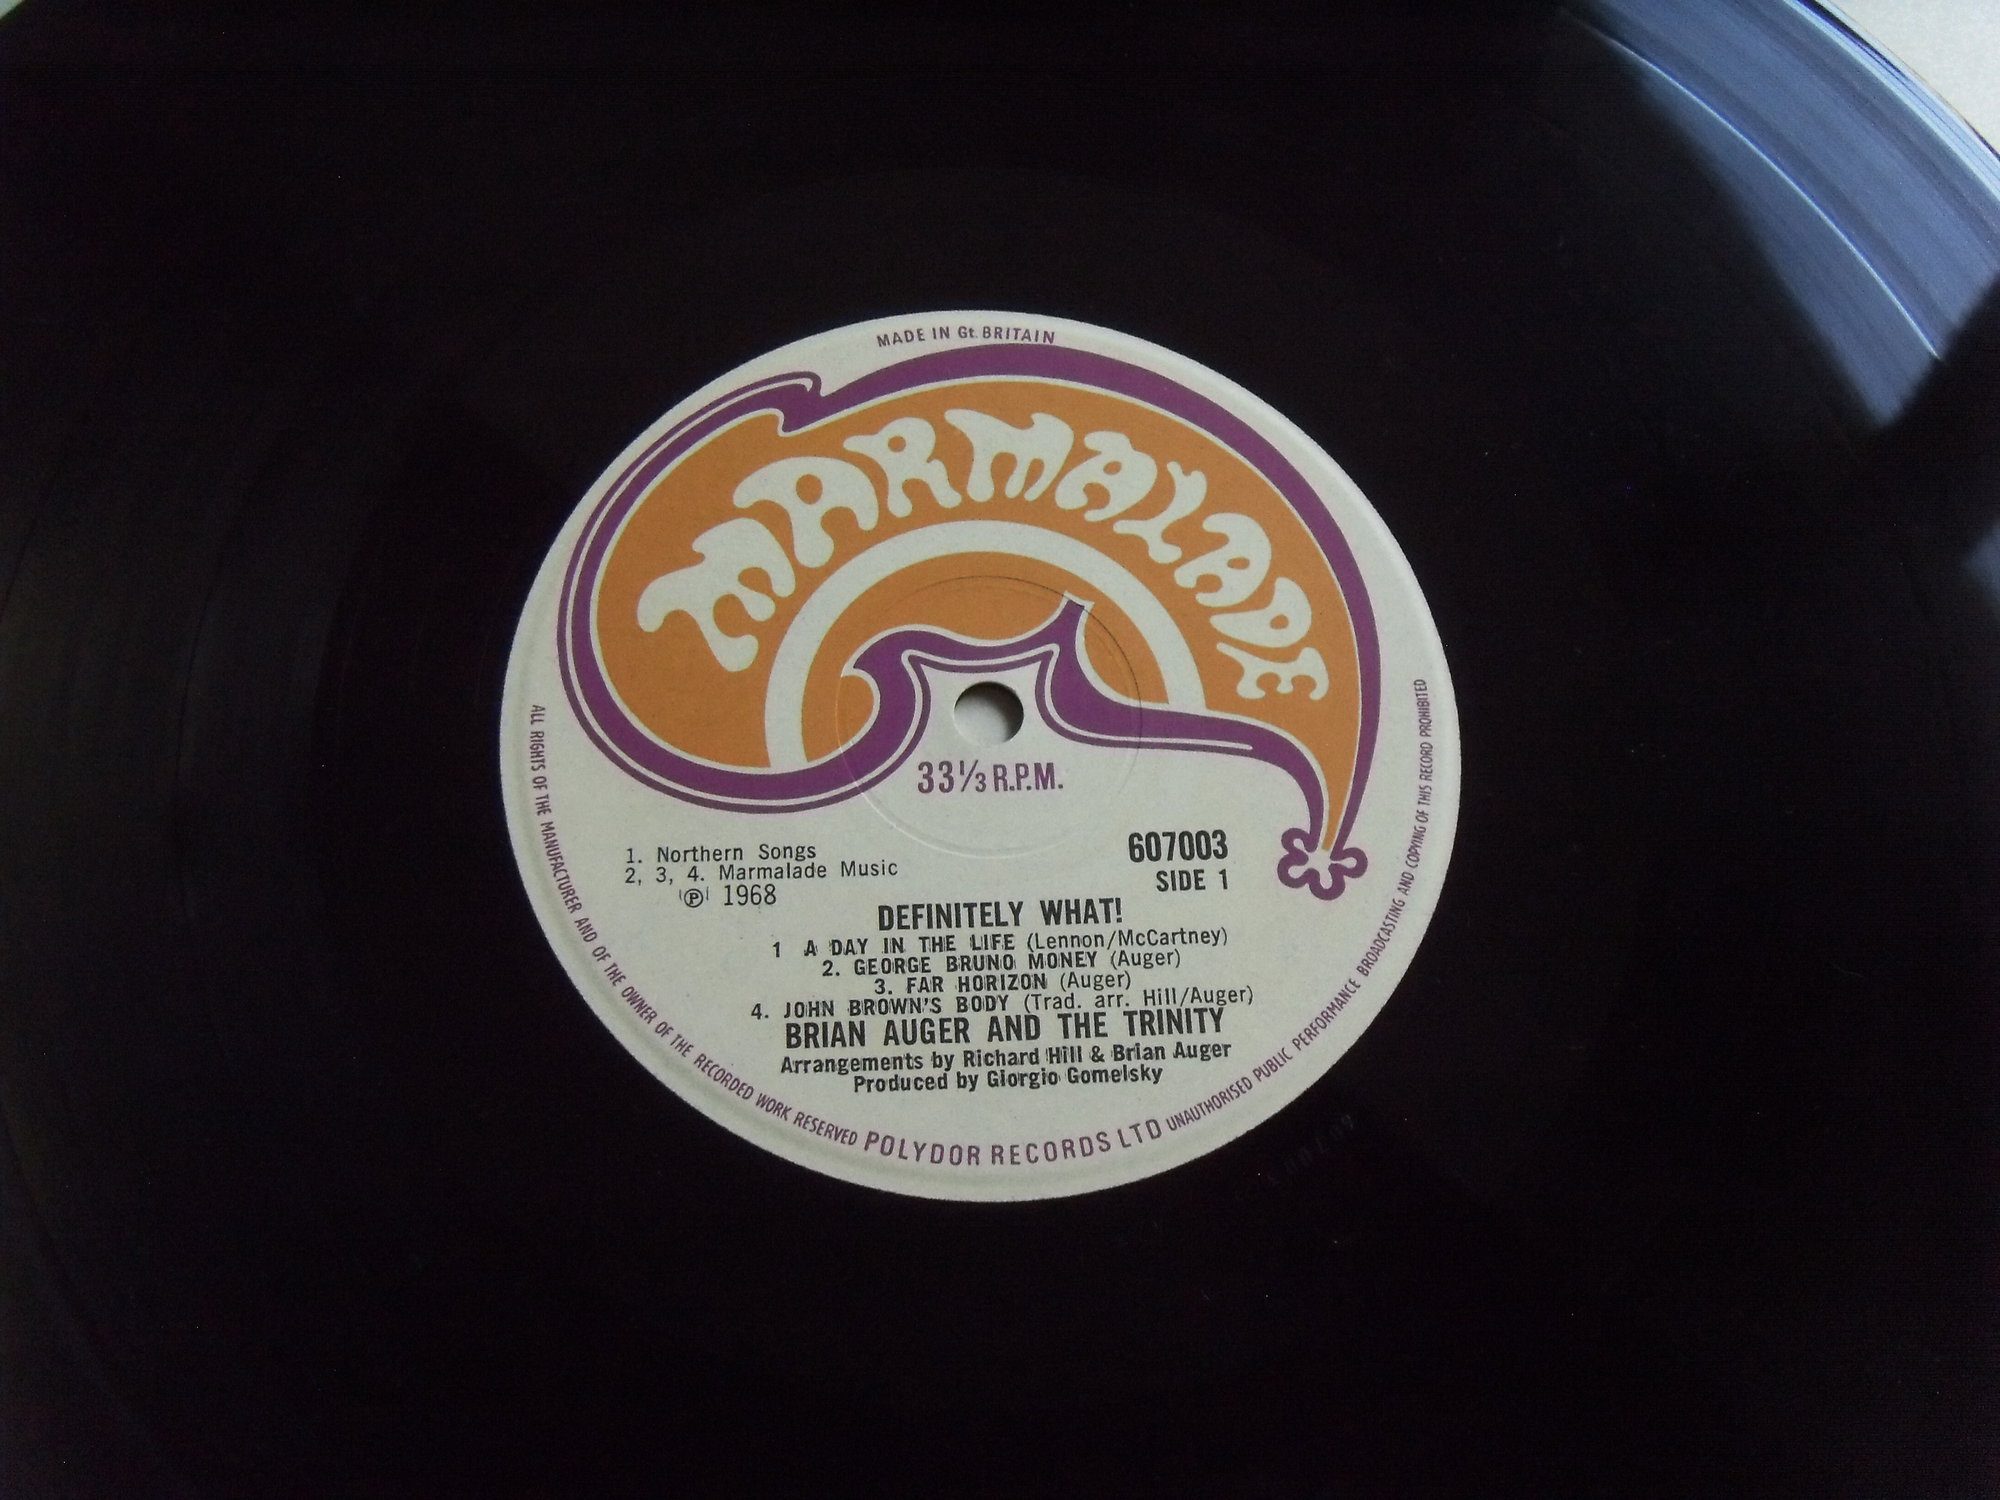 MADE IN Gt. BRITAIN
MARMALADE
33 1/3 R.P.M.
1. Northern Songs
2, 3, 4. Marmalade Music
℗ 1968
607003
SIDE 1
DEFINITELY WHAT!
1 A DAY IN THE LIFE (Lennon/McCartney)
2. GEORGE BRUNO MONEY (Auger)
3. FAR HORIZON (Auger)
4. JOHN BROWN'S BODY (Trad. arr. Hill/Auger)
BRIAN AUGER AND THE TRINITY
Arrangements by Richard Hill & Brian Auger
Produced by Giorgio Gomelsky
ALL RIGHTS OF THE MANUFACTURER AND OF THE OWNER OF THE RECORDED WORK RESERVED POLYDOR RECORDS LTD UNAUTHORISED PUBLIC PERFORMANCE BROADCASTING AND COPYING OF THIS RECORD PROHIBITED